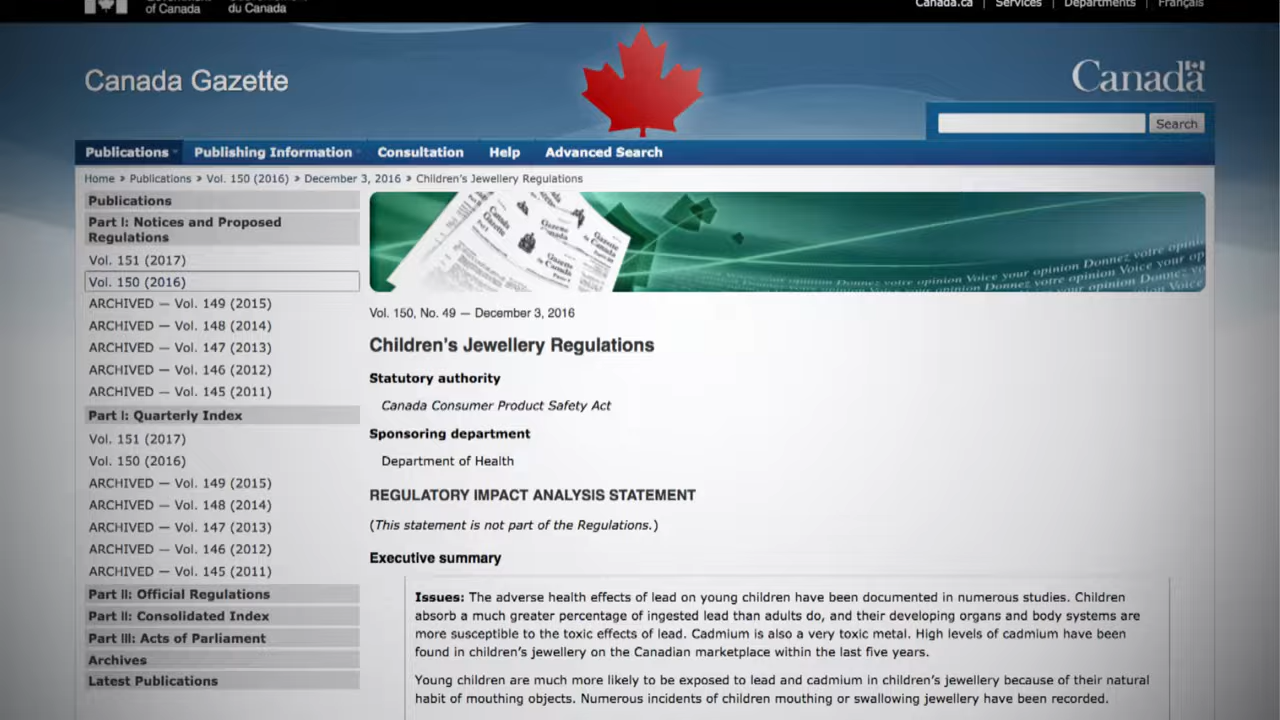 of Canada
du Canada
Canada.ca | Services | Departments | Français
Canada Gazette
Canada
Search
Publications
Publishing Information
Consultation
Help
Advanced Search
Home » Publications » Vol. 150 (2016) » December 3, 2016 » Children's Jewellery Regulations
Publications
Part I: Notices and Proposed
Regulations
Vol. 151 (2017)
Vol. 150 (2016)
ARCHIVED — Vol. 149 (2015)
ARCHIVED — Vol. 148 (2014)
ARCHIVED — Vol. 147 (2013)
ARCHIVED — Vol. 146 (2012)
ARCHIVED — Vol. 145 (2011)
Part I: Quarterly Index
Vol. 151 (2017)
Vol. 150 (2016)
ARCHIVED — Vol. 149 (2015)
ARCHIVED — Vol. 148 (2014)
ARCHIVED — Vol. 147 (2013)
ARCHIVED — Vol. 146 (2012)
ARCHIVED — Vol. 145 (2011)
Part II: Official Regulations
Part II: Consolidated Index
Part III: Acts of Parliament
Archives
Latest Publications
Donnez votre opinion Voice your opinion Donnez votre opini
Vol. 150, No. 49 — December 3, 2016
Children's Jewellery Regulations
Statutory authority
Canada Consumer Product Safety Act
Sponsoring department
Department of Health
REGULATORY IMPACT ANALYSIS STATEMENT
(This statement is not part of the Regulations.)
Executive summary
Issues: The adverse health effects of lead on young children have been documented in numerous studies. Children
absorb a much greater percentage of ingested lead than adults do, and their developing organs and body systems are
more susceptible to the toxic effects of lead. Cadmium is also a very toxic metal. High levels of cadmium have been
found in children's jewellery on the Canadian marketplace within the last five years.
Young children are much more likely to be exposed to lead and cadmium in children's jewellery because of their natural
habit of mouthing objects. Numerous incidents of children mouthing or swallowing jewellery have been recorded.